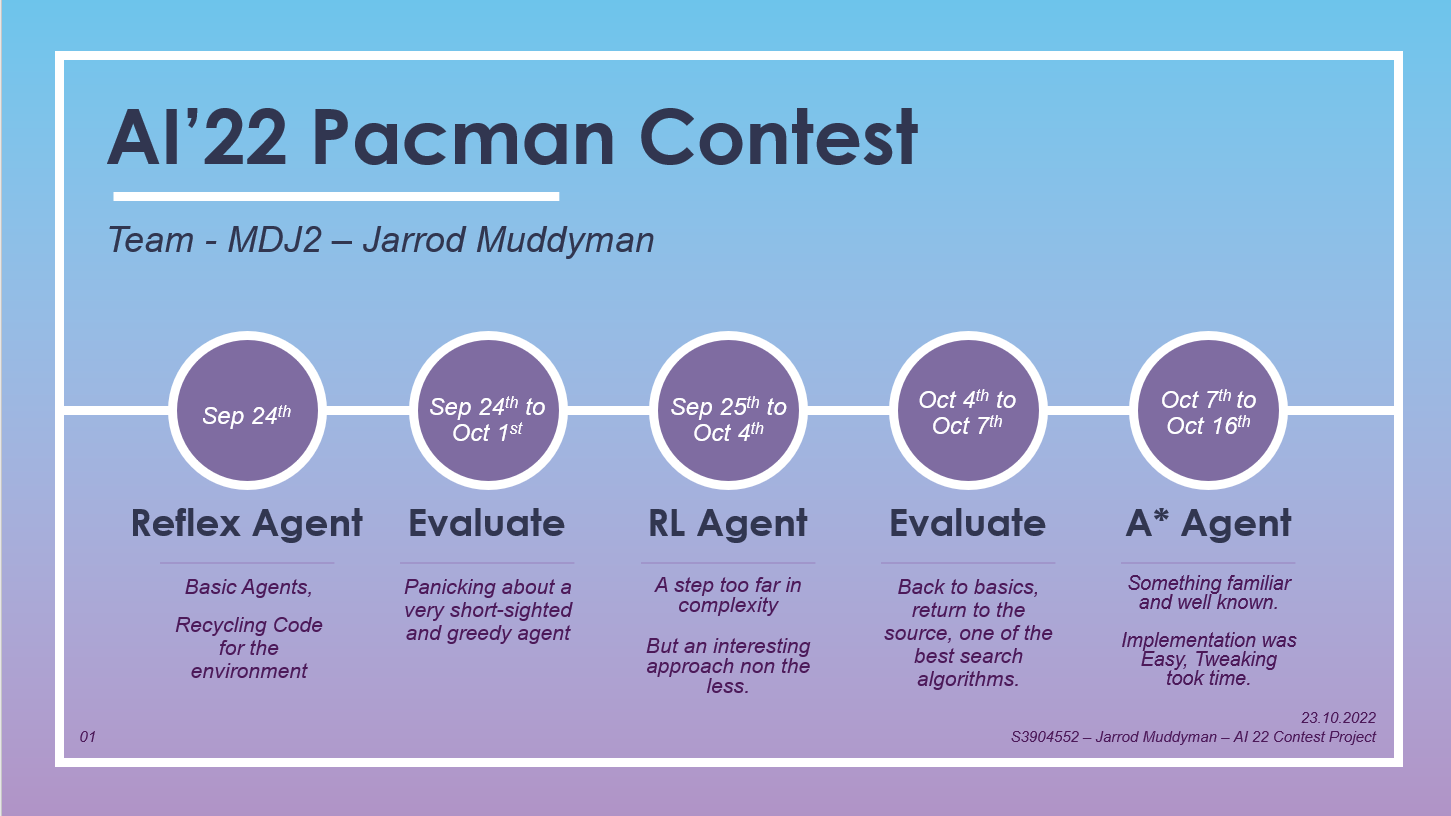 AI’22 Pacman Contest
Team - MDJ2 – Jarrod Muddyman
Sep 24th
Sep 24th to
Oct 1st
Sep 25th to
Oct 4th
Oct 4th to
Oct 7th
Oct 7th to
Oct 16th
Reflex Agent
Basic Agents,
Recycling Code
for the
environment
Evaluate
Panicking about a
very short-sighted
and greedy agent
RL Agent
A step too far in
complexity
But an interesting
approach non the
less.
Evaluate
Back to basics,
return to the
source, one of the
best search
algorithms.
A* Agent
Something familiar
and well known.
Implementation was
Easy, Tweaking
took time.
01
23.10.2022
S3904552 – Jarrod Muddyman – AI 22 Contest Project